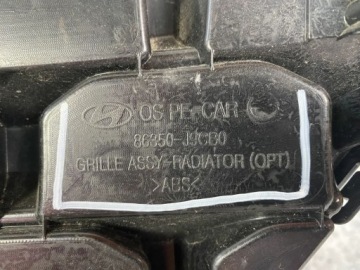 OS PE-CAR
86350-J9CB0
GRILLE ASSY-RADIATOR (OPT)
>ABS<